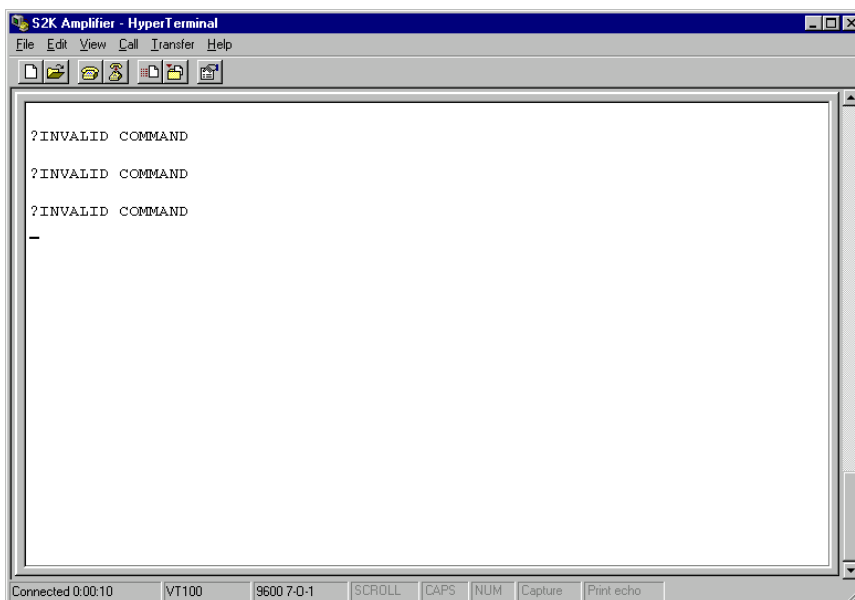 S2K Amplifier - HyperTerminal
File Edit View Call Transfer Help
?INVALID COMMAND
?INVALID COMMAND
?INVALID COMMAND
Connected 0:00:10 VT100 9600 7-O-1 SCROLL CAPS NUM Capture Print echo